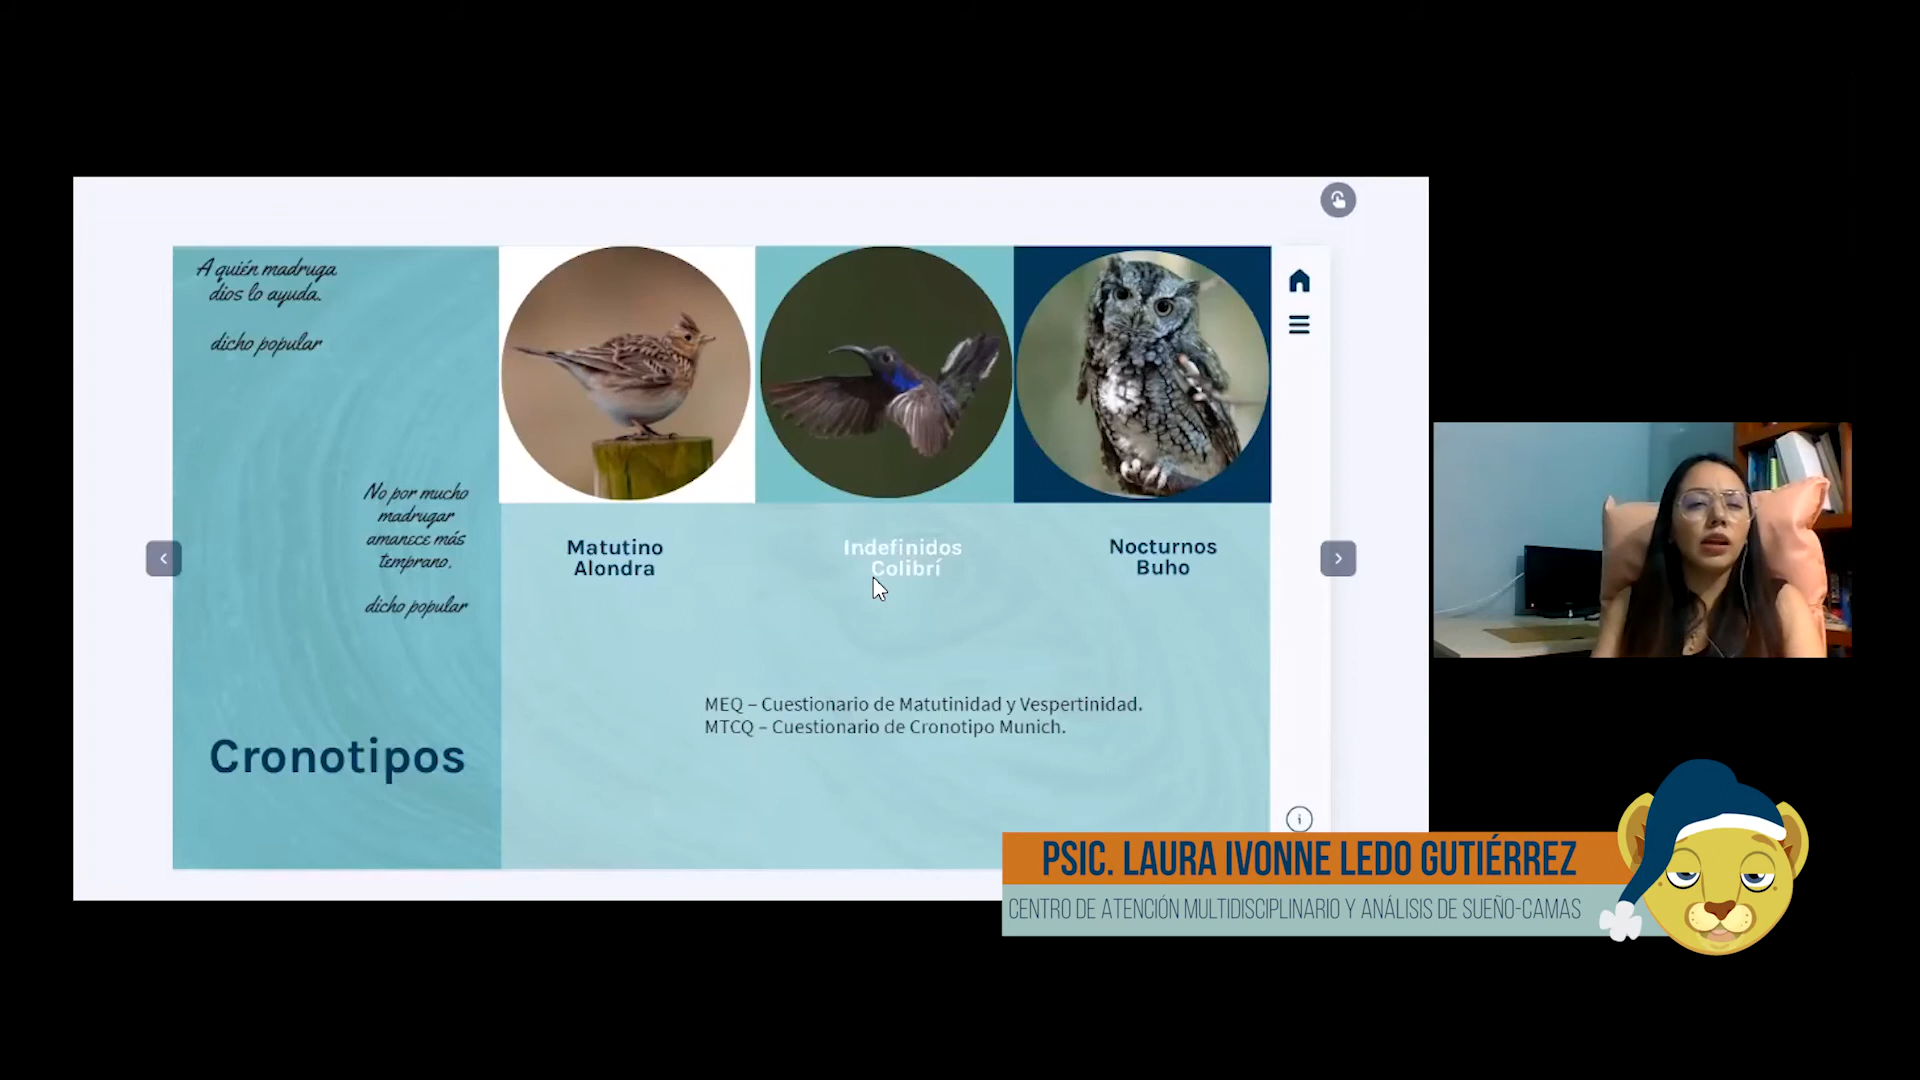 A quién madruga
dios lo ayuda.
dicho popular
No por mucho
madrugar
amanece más
temprano.
dicho popular
Cronotipos
Matutino
Alondra
Indefinidos
Colibrí
Nocturnos
Buho
MEQ – Cuestionario de Matutinidad y Vespertinidad.
MTCQ – Cuestionario de Cronotipo Munich.
PSIC. LAURA IVONNE LEDO GUTIÉRREZ
CENTRO DE ATENCIÓN MULTIDISCIPLINARIO Y ANÁLISIS DE SUEÑO-CAMAS